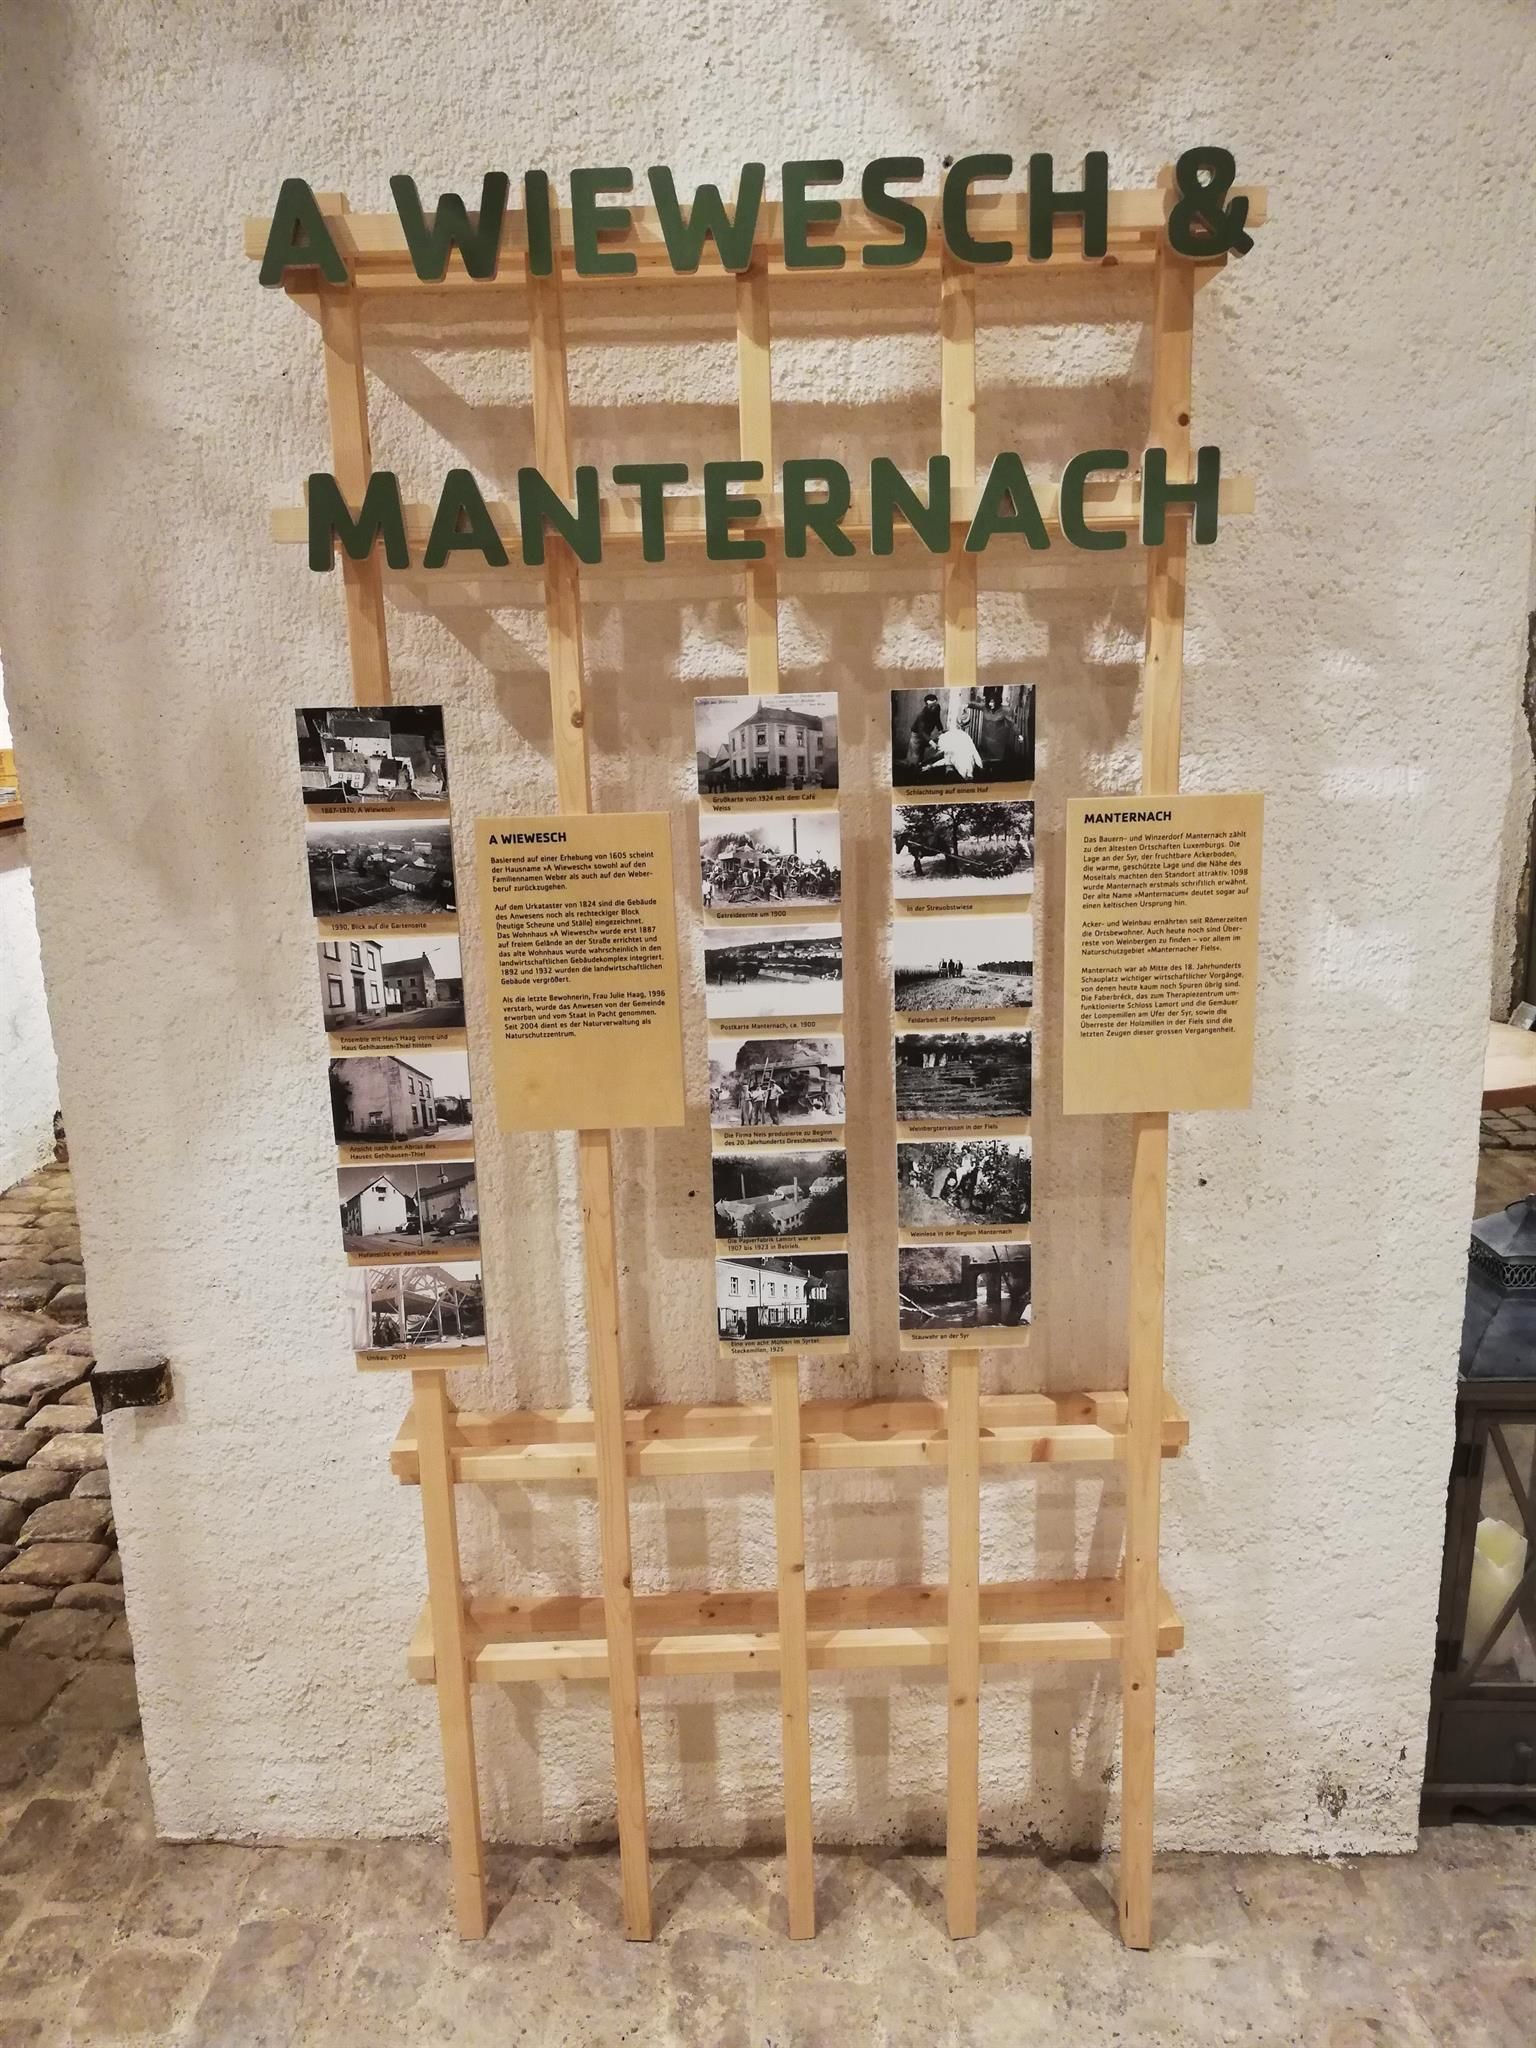 A WIEWESCH &
MANTERNACH
1887-1970, A Wiewesch
1930, Blick auf die Gartenseite
Ensemble mit Haus Haag vorne und
Haus Gehlhausen-Thiel hinten
Ansicht nach dem Abriss des
Hauses Gehlhausen-Thiel
Hofansicht vor dem Umbau
Umbau, 2002
A WIEWESCH
Basierend auf einer Erhebung von 1605 scheint
der Hausname »A Wiewesch« sowohl auf den
Familiennamen Weber als auch auf den Weber-
beruf zurückzugehen.
Auf dem Urkataster von 1824 sind die Gebäude
des Anwesens noch als rechteckiger Block
(heutige Scheune und Ställe) eingezeichnet.
Das Wohnhaus »A Wiewesch« wurde erst 1887
auf freiem Gelände an der Straße errichtet und
das alte Wohnhaus wurde wahrscheinlich in den
landwirtschaftlichen Gebäudekomplex integriert.
1892 und 1932 wurden die landwirtschaftlichen
Gebäude vergrößert.
Als die letzte Bewohnerin, Frau Julie Haag, 1996
verstarb, wurde das Anwesen von der Gemeinde
erworben und vom Staat in Pacht genommen.
Seit 2004 dient es der Naturverwaltung als
Naturschutzzentrum.
Grußkarte von 1924 mit dem Café
Weiss
Getreideernte um 1900
Postkarte Manternach, ca. 1900
Die Firma Neis produzierte zu Beginn
des 20. Jahrhunderts Dreschmaschinen.
Die Papierfabrik Lamort war von
1907 bis 1923 in Betrieb.
Eine von acht Mühlen im Syrtal:
Steckemillen, 1925
Schlachtung auf einem Hof
In der Streuobstwiese
Feldarbeit mit Pferdegespann
Weinbergterrassen in der Fiels
Weinlese in der Region Manternach
Stauwehr an der Syr
MANTERNACH
Das Bauern- und Winzerdorf Manternach zählt
zu den ältesten Ortschaften Luxemburgs. Die
Lage an der Syr, der fruchtbare Ackerboden,
die warme, geschützte Lage und die Nähe des
Moseltals machten den Standort attraktiv. 1098
wurde Manternach erstmals schriftlich erwähnt.
Der alte Name »Manternacum« deutet sogar auf
einen keltischen Ursprung hin.
Acker- und Weinbau ernährten seit Römerzeiten
die Ortsbewohner. Auch heute noch sind Über-
reste von Weinbergen zu finden – vor allem im
Naturschutzgebiet »Manternacher Fiels«.
Manternach war ab Mitte des 18. Jahrhunderts
Schauplatz wichtiger wirtschaftlicher Vorgänge,
von denen heute kaum noch Spuren übrig sind.
Die Faberbréck, das zum Therapiezentrum um-
funktionierte Schloss Lamort und die Gemäuer
der Lompemillen am Ufer der Syr, sowie die
Überreste der Holzmillen in der Fiels sind die
letzten Zeugen dieser grossen Vergangenheit.